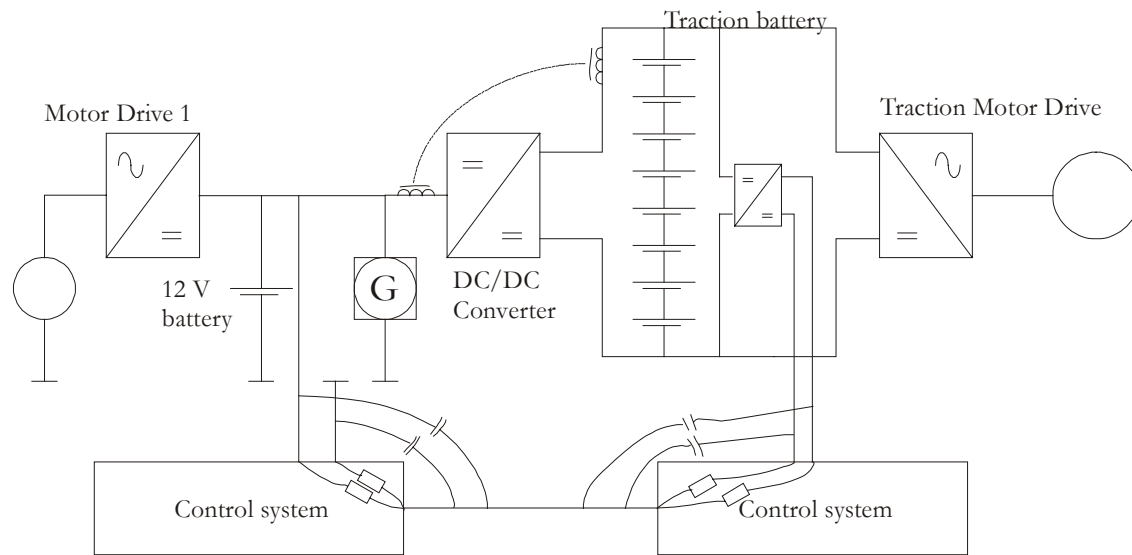 Traction battery
Motor Drive 1
Traction Motor Drive
12 V
battery
G
DC/DC
Converter
Control system
Control system